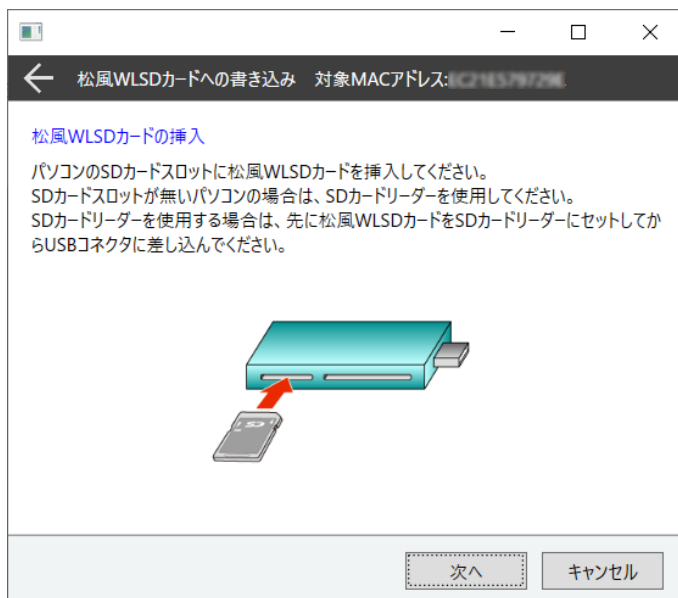 松風WLSDカードへの書き込み　対象MACアドレス:
松風WLSDカードの挿入
パソコンのSDカードスロットに松風WLSDカードを挿入してください。
SDカードスロットが無いパソコンの場合は、SDカードリーダーを使用してください。
SDカードリーダーを使用する場合は、先に松風WLSDカードをSDカードリーダーにセットしてか
らUSBコネクタに差し込んでください。
次へ
キャンセル